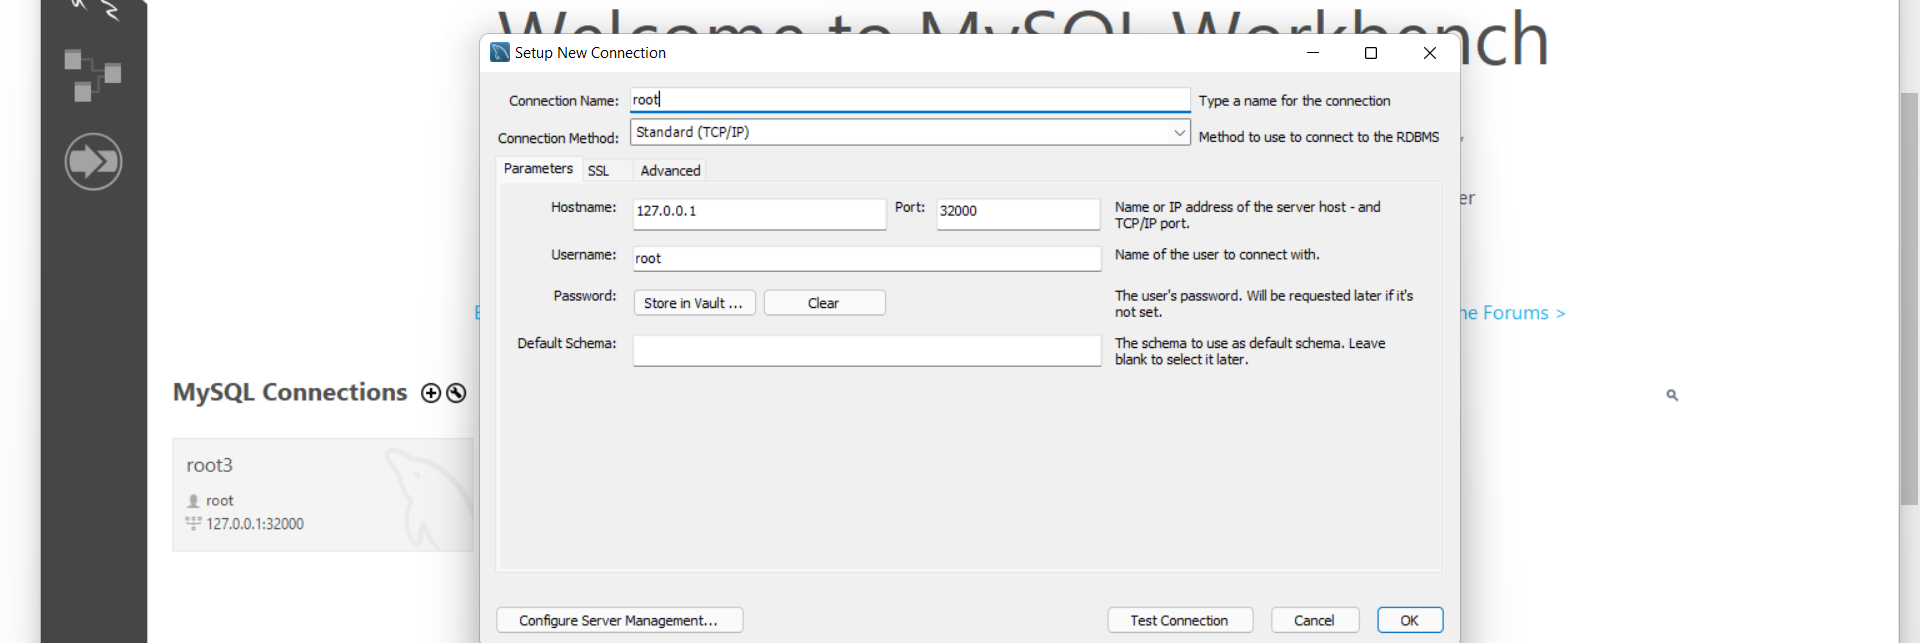 Welcome to MySQL Workbench
Setup New Connection
Connection Name: root Type a name for the connection
Connection Method: Standard (TCP/IP) Method to use to connect to the RDBMS
Parameters SSL Advanced
Hostname: 127.0.0.1 Port: 32000 Name or IP address of the server host - and
TCP/IP port.
er
Username: root Name of the user to connect with.
Password: Store in Vault ... Clear The user's password. Will be requested later if it's
not set.
he Forums >
Default Schema: The schema to use as default schema. Leave
blank to select it later.
MySQL Connections
root3
root
127.0.0.1:32000
Configure Server Management... Test Connection Cancel OK